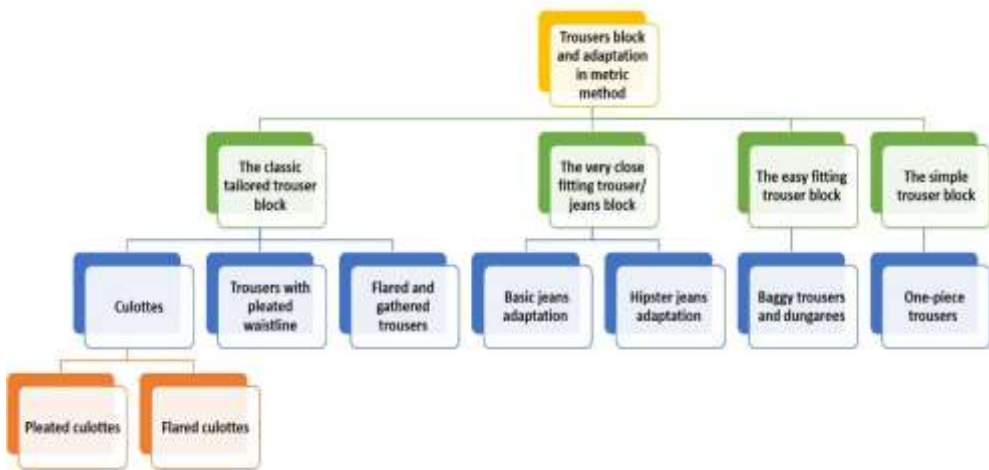 Trousers block
and adaptation
in metric
method
The classic
tailored trouser
block
The very close
fitting trouser/
jeans block
The easy fitting
trouser block
The simple
trouser block
Culottes
Trousers with
pleated
waistline
Flared and
gathered
trousers
Basic jeans
adaptation
Hipster jeans
adaptation
Baggy trousers
and dungarees
One-piece
trousers
Pleated culottes
Flared culottes